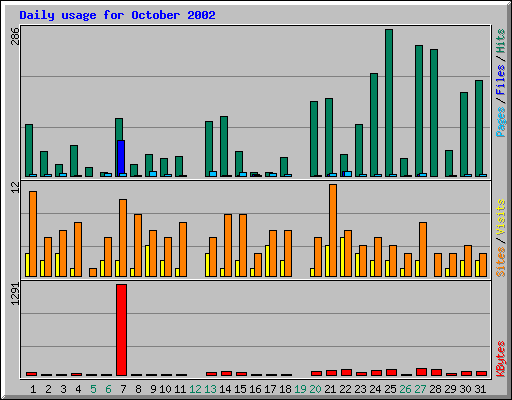 Daily usage for October 2002
286
Pages / Files / Hits
12
Sites / Visits
1291
KBytes
1 2 3 4 5 6 7 8 9 10 11 12 13 14 15 16 17 18 19 20 21 22 23 24 25 26 27 28 29 30 31